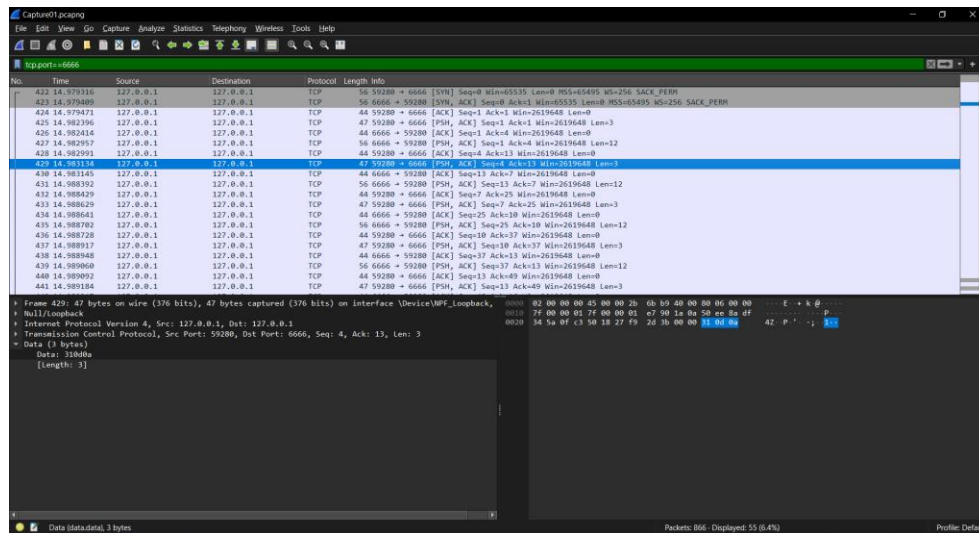 Capture01.pcapng
File Edit View Go Capture Analyze Statistics Telephony Wireless Tools Help
tcp.port==6666
No. Time Source Destination Protocol Length Info
422 14.979316 127.0.0.1 127.0.0.1 TCP 56 59280 → 6666 [SYN] Seq=0 Win=65535 Len=0 MSS=65495 WS=256 SACK_PERM
423 14.979409 127.0.0.1 127.0.0.1 TCP 56 6666 → 59280 [SYN, ACK] Seq=0 Ack=1 Win=65535 Len=0 MSS=65495 WS=256 SACK_PERM
424 14.979471 127.0.0.1 127.0.0.1 TCP 44 59280 → 6666 [ACK] Seq=1 Ack=1 Win=2619648 Len=0
425 14.982396 127.0.0.1 127.0.0.1 TCP 47 59280 → 6666 [PSH, ACK] Seq=1 Ack=1 Win=2619648 Len=3
426 14.982414 127.0.0.1 127.0.0.1 TCP 44 6666 → 59280 [ACK] Seq=1 Ack=4 Win=2619648 Len=0
427 14.982957 127.0.0.1 127.0.0.1 TCP 56 6666 → 59280 [PSH, ACK] Seq=1 Ack=4 Win=2619648 Len=12
428 14.982991 127.0.0.1 127.0.0.1 TCP 44 59280 → 6666 [ACK] Seq=4 Ack=13 Win=2619648 Len=0
429 14.983134 127.0.0.1 127.0.0.1 TCP 47 59280 → 6666 [PSH, ACK] Seq=4 Ack=13 Win=2619648 Len=3
430 14.983145 127.0.0.1 127.0.0.1 TCP 44 6666 → 59280 [ACK] Seq=13 Ack=7 Win=2619648 Len=0
431 14.988392 127.0.0.1 127.0.0.1 TCP 56 6666 → 59280 [PSH, ACK] Seq=13 Ack=7 Win=2619648 Len=12
432 14.988429 127.0.0.1 127.0.0.1 TCP 44 59280 → 6666 [ACK] Seq=7 Ack=25 Win=2619648 Len=0
433 14.988629 127.0.0.1 127.0.0.1 TCP 47 59280 → 6666 [PSH, ACK] Seq=7 Ack=25 Win=2619648 Len=3
434 14.988641 127.0.0.1 127.0.0.1 TCP 44 6666 → 59280 [ACK] Seq=25 Ack=10 Win=2619648 Len=0
435 14.988702 127.0.0.1 127.0.0.1 TCP 56 6666 → 59280 [PSH, ACK] Seq=25 Ack=10 Win=2619648 Len=12
436 14.988728 127.0.0.1 127.0.0.1 TCP 44 59280 → 6666 [ACK] Seq=10 Ack=37 Win=2619648 Len=0
437 14.988917 127.0.0.1 127.0.0.1 TCP 47 59280 → 6666 [PSH, ACK] Seq=10 Ack=37 Win=2619648 Len=3
438 14.988948 127.0.0.1 127.0.0.1 TCP 44 6666 → 59280 [ACK] Seq=37 Ack=13 Win=2619648 Len=0
439 14.989060 127.0.0.1 127.0.0.1 TCP 56 6666 → 59280 [PSH, ACK] Seq=37 Ack=13 Win=2619648 Len=12
440 14.989092 127.0.0.1 127.0.0.1 TCP 44 59280 → 6666 [ACK] Seq=13 Ack=49 Win=2619648 Len=0
441 14.989184 127.0.0.1 127.0.0.1 TCP 47 59280 → 6666 [PSH, ACK] Seq=13 Ack=49 Win=2619648 Len=3
Frame 429: 47 bytes on wire (376 bits), 47 bytes captured (376 bits) on interface \Device\NPF_Loopback,
Null/Loopback
Internet Protocol Version 4, Src: 127.0.0.1, Dst: 127.0.0.1
Transmission Control Protocol, Src Port: 59280, Dst Port: 6666, Seq: 4, Ack: 13, Len: 3
Data (3 bytes)
Data: 310d0a
[Length: 3]
0000 02 00 00 00 45 00 00 2b 6b b9 40 00 80 06 00 00 ····E··+ k·@·····
0010 7f 00 00 01 7f 00 00 01 e7 90 1a 0a 50 ee 8a df ········ ····P···
0020 34 5a 0f c3 50 18 27 f9 2d 3b 00 00 31 0d 0a 4Z··P·'· -;··1··
Data (data.data), 3 bytes
Packets: 866 · Displayed: 55 (6.4%)
Profile: Defa